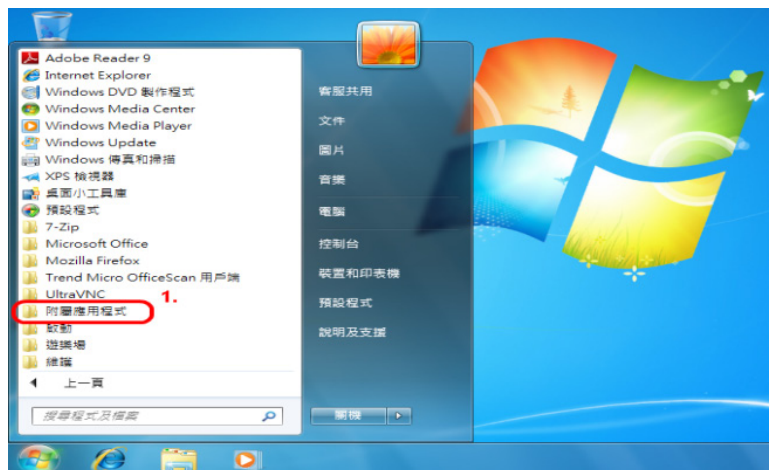 Adobe Reader 9
Internet Explorer
Windows DVD 製作程式
Windows Media Center
Windows Media Player
Windows Update
Windows 傳真和掃描
XPS 檢視器
桌面小工具庫
預設程式
7-Zip
Microsoft Office
Mozilla Firefox
Trend Micro OfficeScan 用戶端
UltraVNC
1.
附屬應用程式
啟動
遊樂場
維護
上一頁
搜尋程式及檔案
客服共用
文件
圖片
音樂
電腦
控制台
裝置和印表機
預設程式
說明及支援
關機